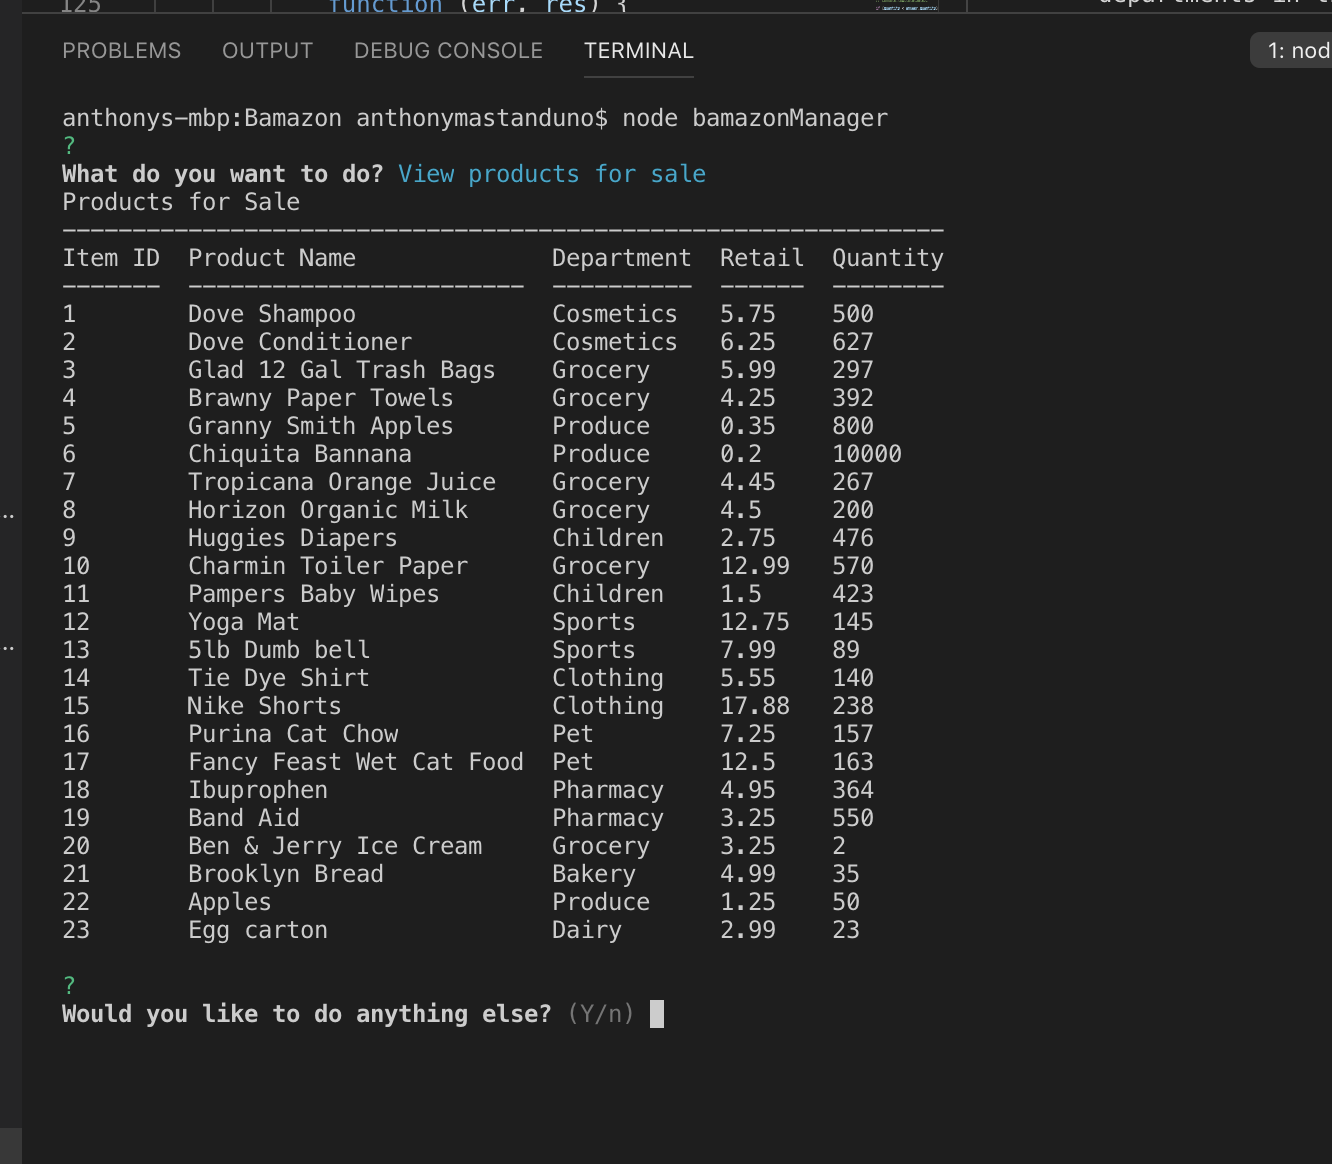 125 function (err, res) {
PROBLEMS OUTPUT DEBUG CONSOLE TERMINAL 1: nod
anthonys-mbp:Bamazon anthonymastanduno$ node bamazonManager
?
What do you want to do? View products for sale
Products for Sale
---------------------------------------------------------------
Item ID  Product Name              Department  Retail  Quantity
-------  ------------------------  ----------  ------  --------
1        Dove Shampoo              Cosmetics   5.75    500
2        Dove Conditioner          Cosmetics   6.25    627
3        Glad 12 Gal Trash Bags    Grocery     5.99    297
4        Brawny Paper Towels       Grocery     4.25    392
5        Granny Smith Apples       Produce     0.35    800
6        Chiquita Bannana          Produce     0.2     10000
7        Tropicana Orange Juice    Grocery     4.45    267
8        Horizon Organic Milk      Grocery     4.5     200
9        Huggies Diapers           Children    2.75    476
10       Charmin Toiler Paper      Grocery     12.99   570
11       Pampers Baby Wipes        Children    1.5     423
12       Yoga Mat                  Sports      12.75   145
13       5lb Dumb bell             Sports      7.99    89
14       Tie Dye Shirt             Clothing    5.55    140
15       Nike Shorts               Clothing    17.88   238
16       Purina Cat Chow           Pet         7.25    157
17       Fancy Feast Wet Cat Food  Pet         12.5    163
18       Ibuprophen                Pharmacy    4.95    364
19       Band Aid                  Pharmacy    3.25    550
20       Ben & Jerry Ice Cream     Grocery     3.25    2
21       Brooklyn Bread            Bakery      4.99    35
22       Apples                    Produce     1.25    50
23       Egg carton                Dairy       2.99    23
?
Would you like to do anything else? (Y/n)